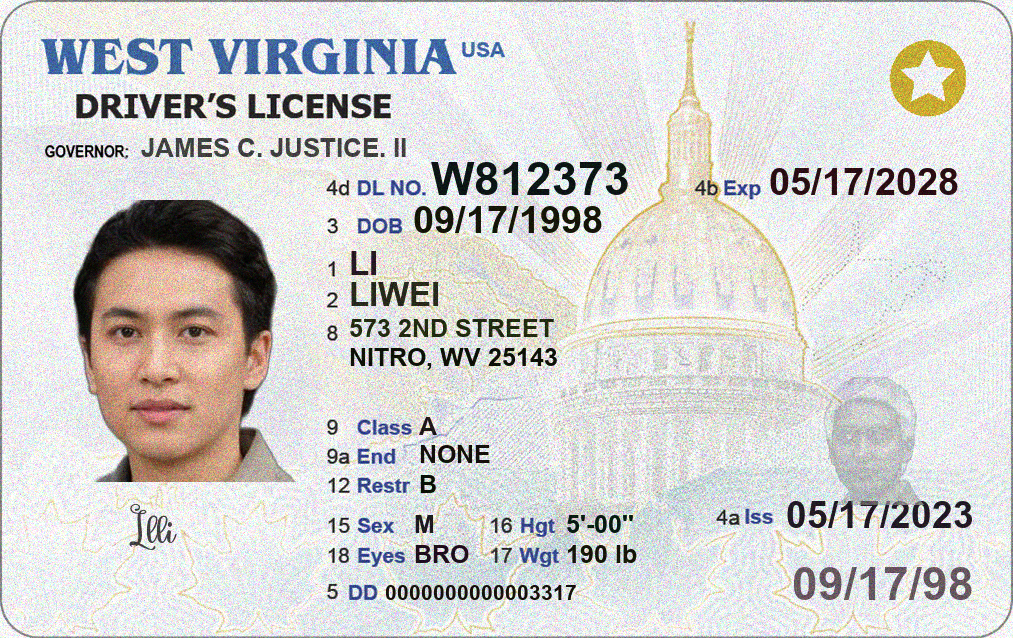 WEST VIRGINIA USA
DRIVER'S LICENSE
GOVERNOR: JAMES C. JUSTICE. II
4d DL NO. W812373 4b Exp 05/17/2028
3 DOB 09/17/1998
1 LI
2 LIWEI
8 573 2ND STREET
NITRO, WV 25143
9 Class A
9a End NONE
12 Restr B
15 Sex M 16 Hgt 5'-00"
4a Iss 05/17/2023
18 Eyes BRO 17 Wgt 190 lb
5 DD 0000000000003317
09/17/98